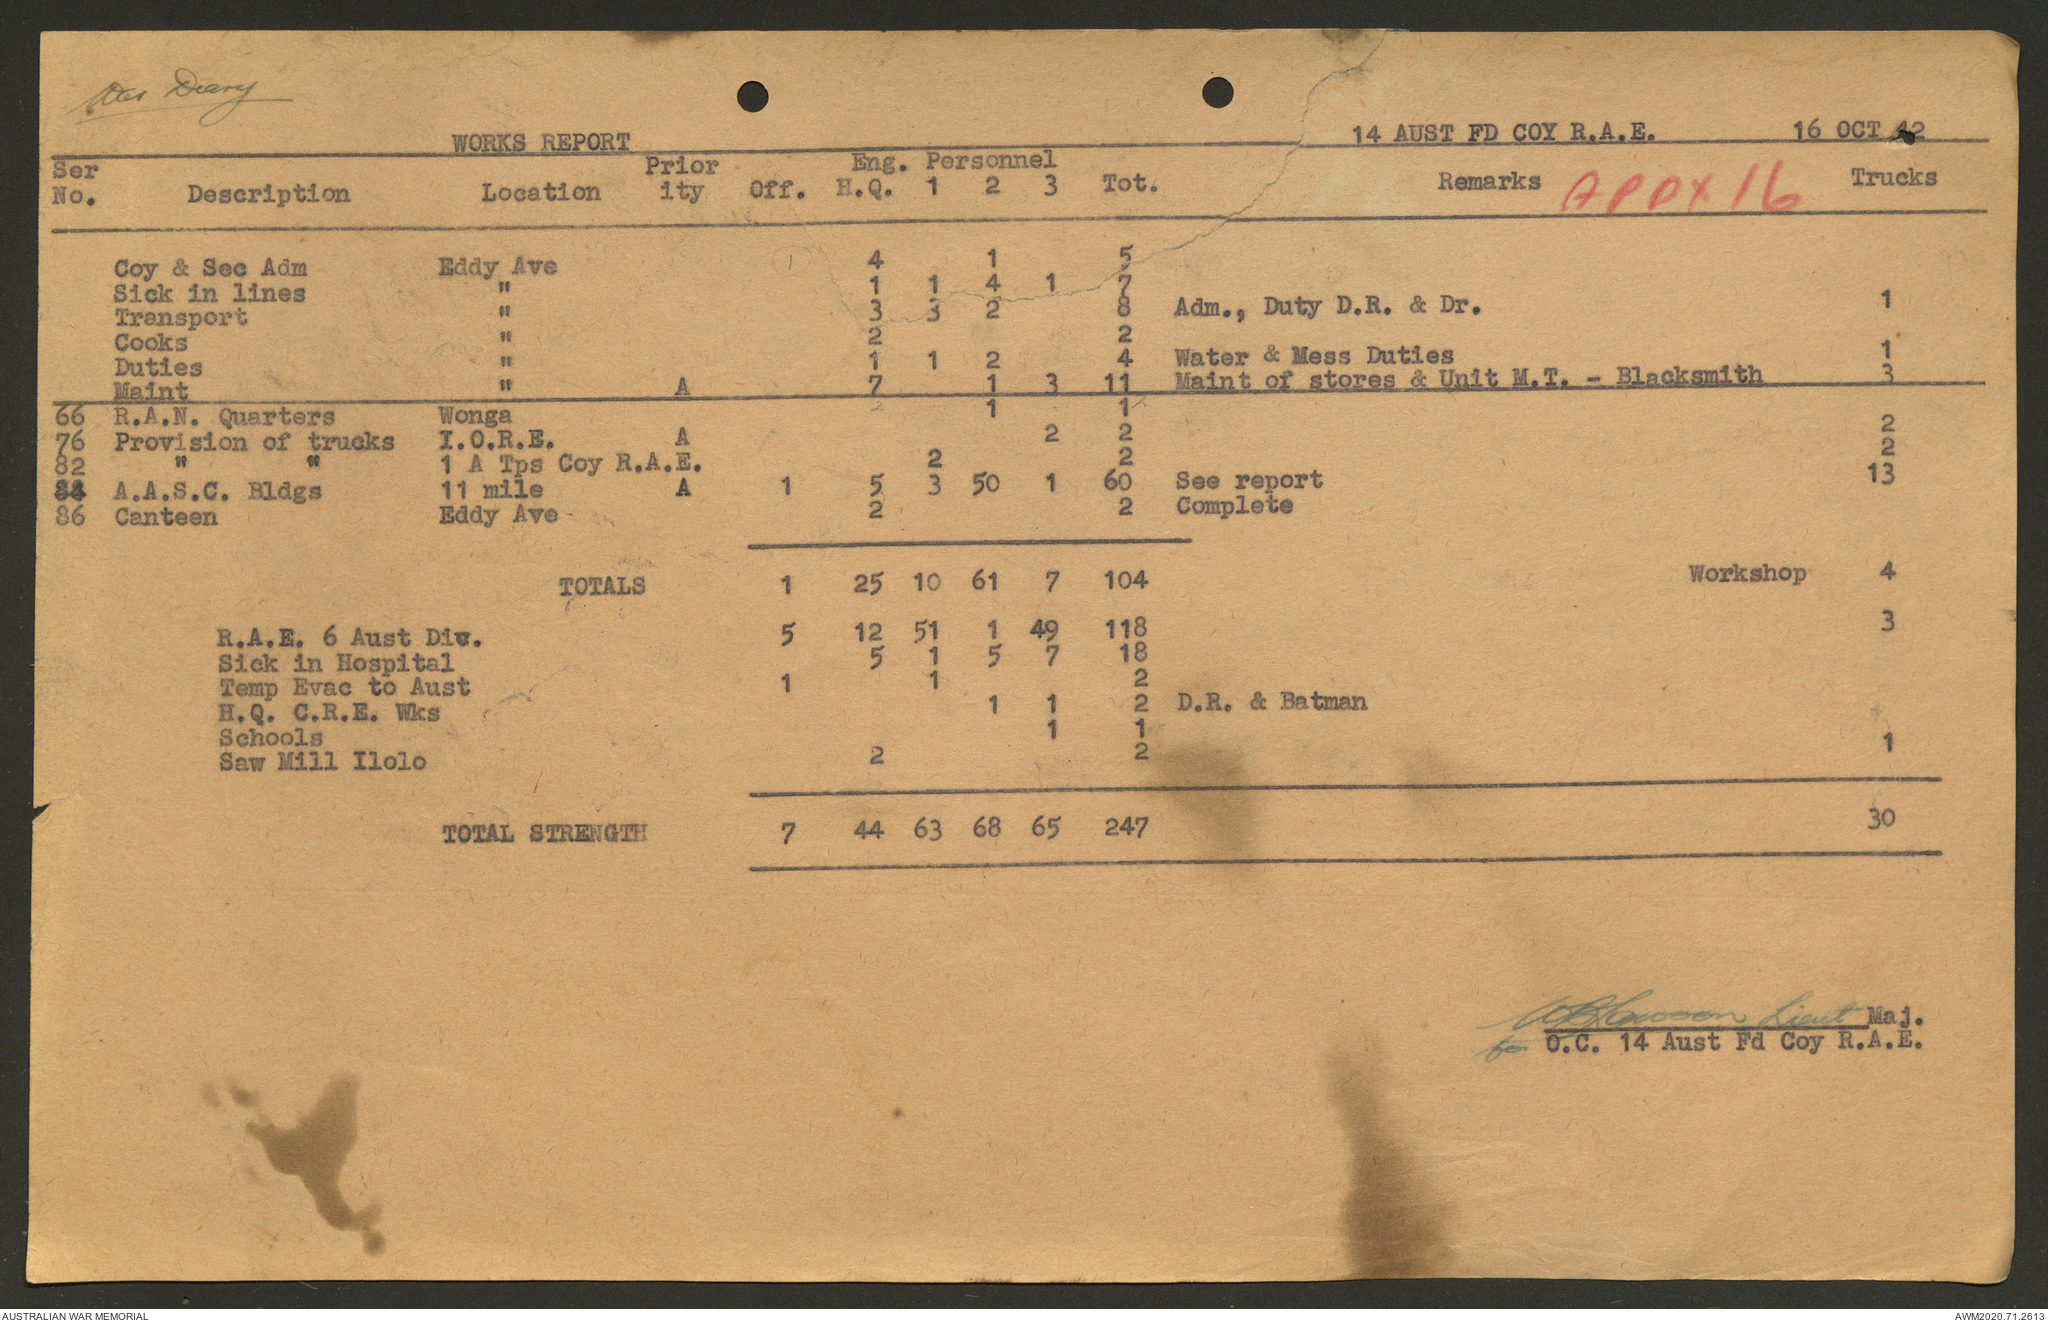 War Diary
WORKS REPORT 14 AUST FD COY R.A.E. 16 OCT 42
Ser No. Description Location Prior ity Off. Eng. Personnel H.Q. 1 2 3 Tot. Remarks APPX 16 Trucks
Coy & Sec Adm Eddy Ave 4 1 5
Sick in lines " 1 1 4 1 7
Transport " 3 3 2 8 Adm., Duty D.R. & Dr. 1
Cooks " 2 2
Duties " 1 1 2 4 Water & Mess Duties 1
Maint " A 7 1 3 11 Maint of stores & Unit M.T. - Blacksmith 3
66 R.A.N. Quarters Wonga 1 1
76 Provision of trucks I.O.R.E. A 2 2 2
82 " " 1 A Tps Coy R.A.E. 2 2 2
84 A.A.S.C. Bldgs 11 mile A 1 5 3 50 1 60 See report 13
86 Canteen Eddy Ave 2 2 Complete
TOTALS 1 25 10 61 7 104 Workshop 4
R.A.E. 6 Aust Div. 5 12 51 1 49 118 3
Sick in Hospital 5 1 5 7 18
Temp Evac to Aust 1 1 2
H.Q. C.R.E. Wks 1 1 2 D.R. & Batman
Schools 1 1
Saw Mill Ilolo 2 2 1
TOTAL STRENGTH 7 44 63 68 65 247 30
Lieut Maj.
for O.C. 14 Aust Fd Coy R.A.E.
AUSTRALIAN WAR MEMORIAL AWM2020.71.2613